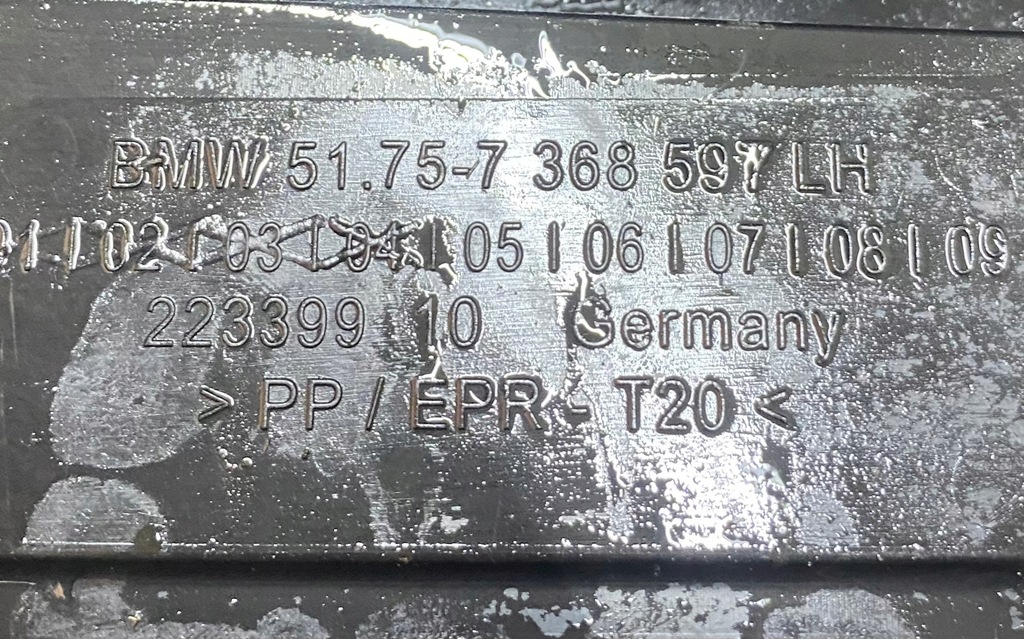 BMW 51.75-7 368 597 LH
01 | 02 | 03 | 04 | 05 | 06 | 07 | 08 | 09
223399 10 Germany
> PP / EPR - T20 <